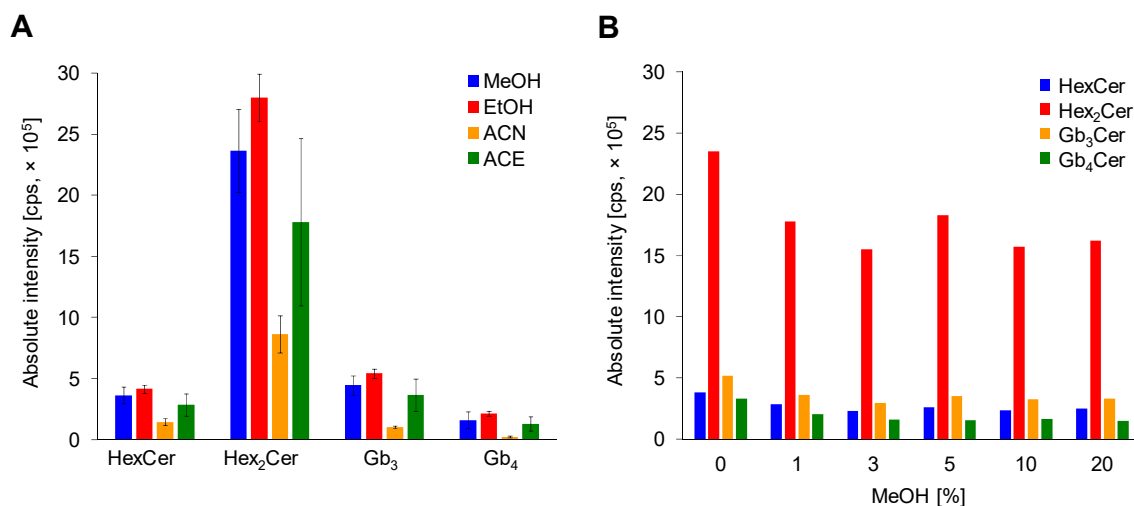 A
Absolute intensity [cps, × 10⁵]
30
25
20
15
10
5
0
MeOH
EtOH
ACN
ACE
HexCer
Hex₂Cer
Gb₃
Gb₄
B
Absolute intensity [cps, × 10⁵]
30
25
20
15
10
5
0
HexCer
Hex₂Cer
Gb₃Cer
Gb₄Cer
0 1 3 5 10 20
MeOH [%]